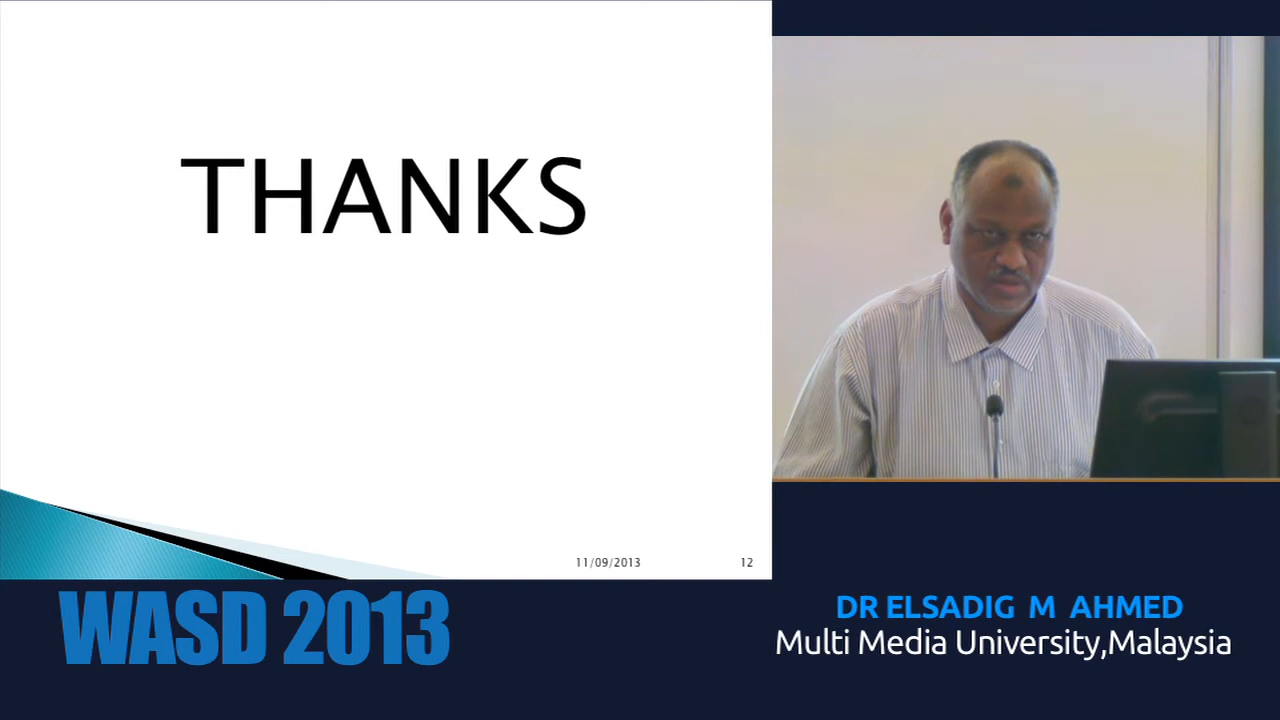 THANKS
11/09/2013 12
WASD 2013
DR ELSADIG M AHMED
Multi Media University,Malaysia